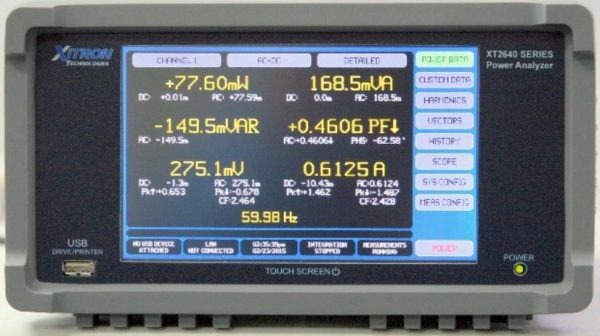 XITRON
TECHNOLOGIES
XT2640 SERIES
Power Analyzer
CHANNEL 1 AC+DC DETAILED
POWER DATA
CUSTOM DATA
HARMONICS
VECTORS
HISTORY
SCOPE
SYS CONFIG
MEAS CONFIG
POWER
+77.60mW 168.5mVA
DC: +0.01m AC: +77.59m DC: 0.0m AC: 168.5m
-149.5mVAR +0.4606 PF↓
AC: -149.5m AC:+0.4606↓ PHS: -62.58°
275.1mV 0.6125 A
DC: -1.3m AC: 275.1m DC: -10.43m AC:0.6124
Pk↑:+0.653 Pk↓:-0.678 Pk↑:+1.462 Pk↓:-1.487
CF:2.464 CF:2.428
59.98 Hz
NO USB DEVICE ATTACHED LAN NOT CONNECTED 02:35:39pm 02/23/2015 INTEGRATION STOPPED MEASUREMENTS RUNNING
USB
DRIVE/PRINTER
TOUCH SCREEN
POWER